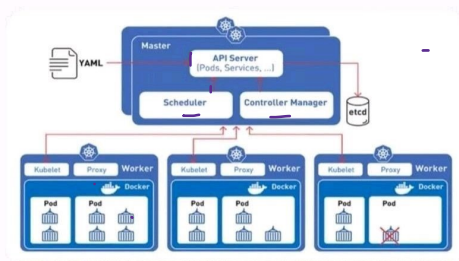 YAML
Master
API Server
(Pods, Services, ...)
Scheduler
Controller Manager
etcd
Kubelet Proxy Worker
Docker
Pod Pod
Kubelet Proxy Worker
Docker
Pod Pod
Kubelet Proxy Worker
Docker
Pod Pod